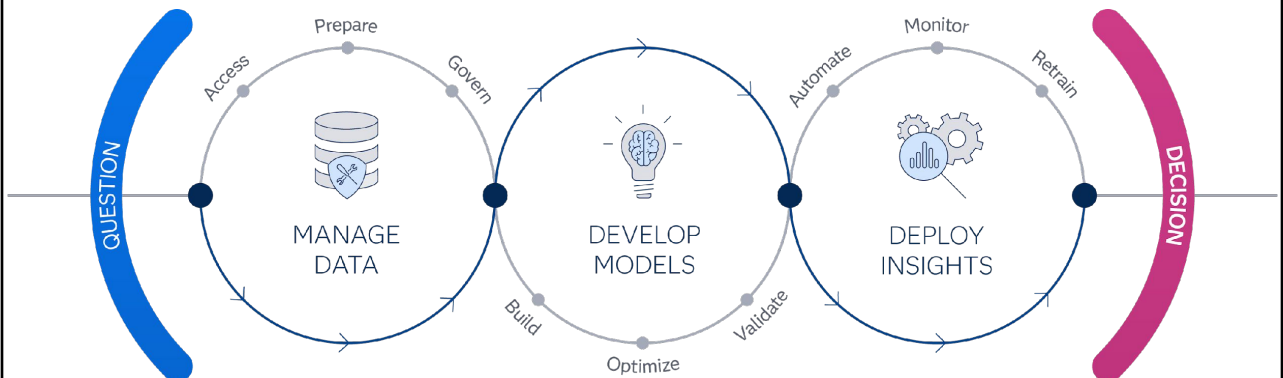 QUESTION
Access
Prepare
Govern
MANAGE
DATA
DEVELOP
MODELS
Build
Optimize
Validate
Automate
Monitor
Retrain
DEPLOY
INSIGHTS
DECISION